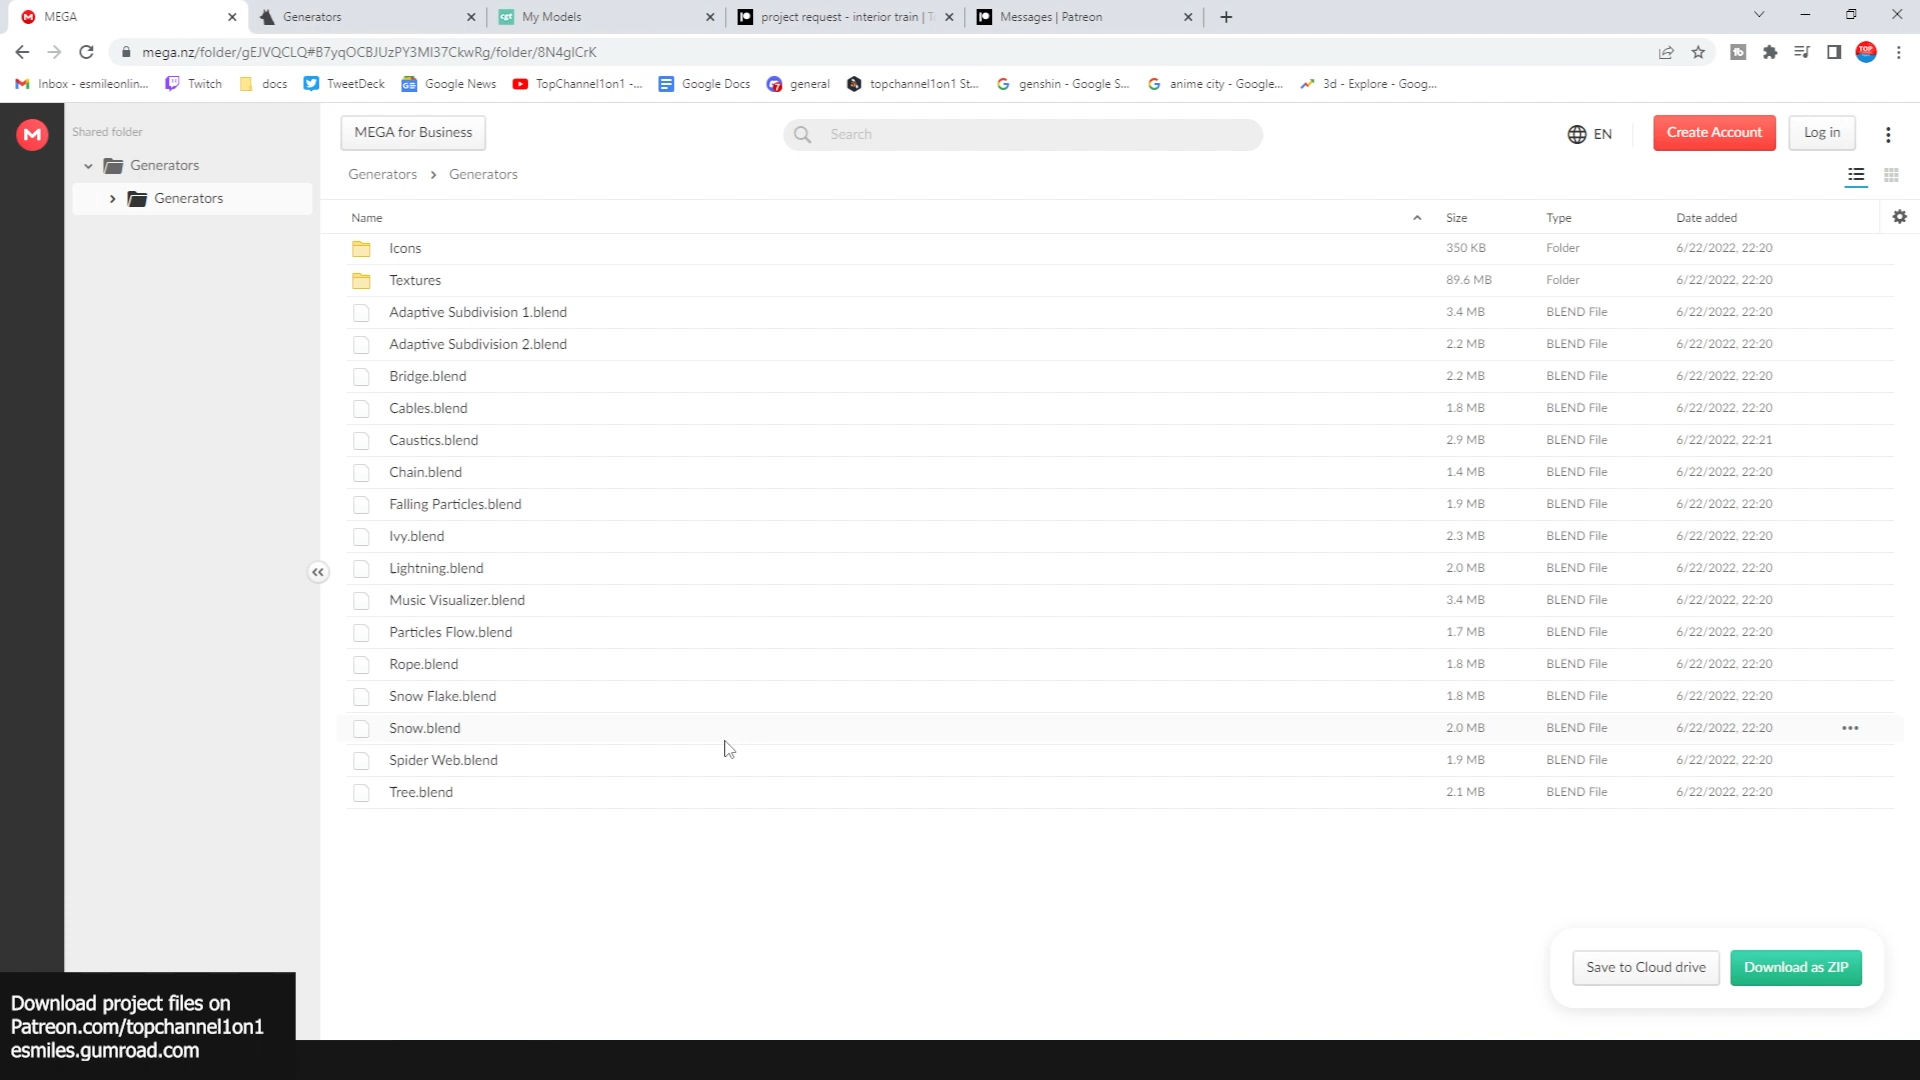 MEGA
Generators
My Models
project request - interior train | T
Messages | Patreon
mega.nz/folder/gEJVQCLQ#B7yqOCBJUzPY3MI37CkwRg/folder/8N4glCrK
Inbox - esmileonlin...
Twitch
docs
TweetDeck
Google News
TopChannel1on1 -...
Google Docs
general
topchannel1on1 St...
genshin - Google S...
anime city - Google...
3d - Explore - Goog...
Shared folder
Generators
Generators
MEGA for Business
Search
EN
Create Account
Log in
Generators > Generators
Name Size Type Date added
Icons 350 KB Folder 6/22/2022, 22:20
Textures 89.6 MB Folder 6/22/2022, 22:20
Adaptive Subdivision 1.blend 3.4 MB BLEND File 6/22/2022, 22:20
Adaptive Subdivision 2.blend 2.2 MB BLEND File 6/22/2022, 22:20
Bridge.blend 2.2 MB BLEND File 6/22/2022, 22:20
Cables.blend 1.8 MB BLEND File 6/22/2022, 22:20
Caustics.blend 2.9 MB BLEND File 6/22/2022, 22:21
Chain.blend 1.4 MB BLEND File 6/22/2022, 22:20
Falling Particles.blend 1.9 MB BLEND File 6/22/2022, 22:20
Ivy.blend 2.3 MB BLEND File 6/22/2022, 22:20
Lightning.blend 2.0 MB BLEND File 6/22/2022, 22:20
Music Visualizer.blend 3.4 MB BLEND File 6/22/2022, 22:20
Particles Flow.blend 1.7 MB BLEND File 6/22/2022, 22:20
Rope.blend 1.8 MB BLEND File 6/22/2022, 22:20
Snow Flake.blend 1.8 MB BLEND File 6/22/2022, 22:20
Snow.blend 2.0 MB BLEND File 6/22/2022, 22:20
Spider Web.blend 1.9 MB BLEND File 6/22/2022, 22:20
Tree.blend 2.1 MB BLEND File 6/22/2022, 22:20
Save to Cloud drive
Download as ZIP
Download project files on
Patreon.com/topchannel1on1
esmiles.gumroad.com